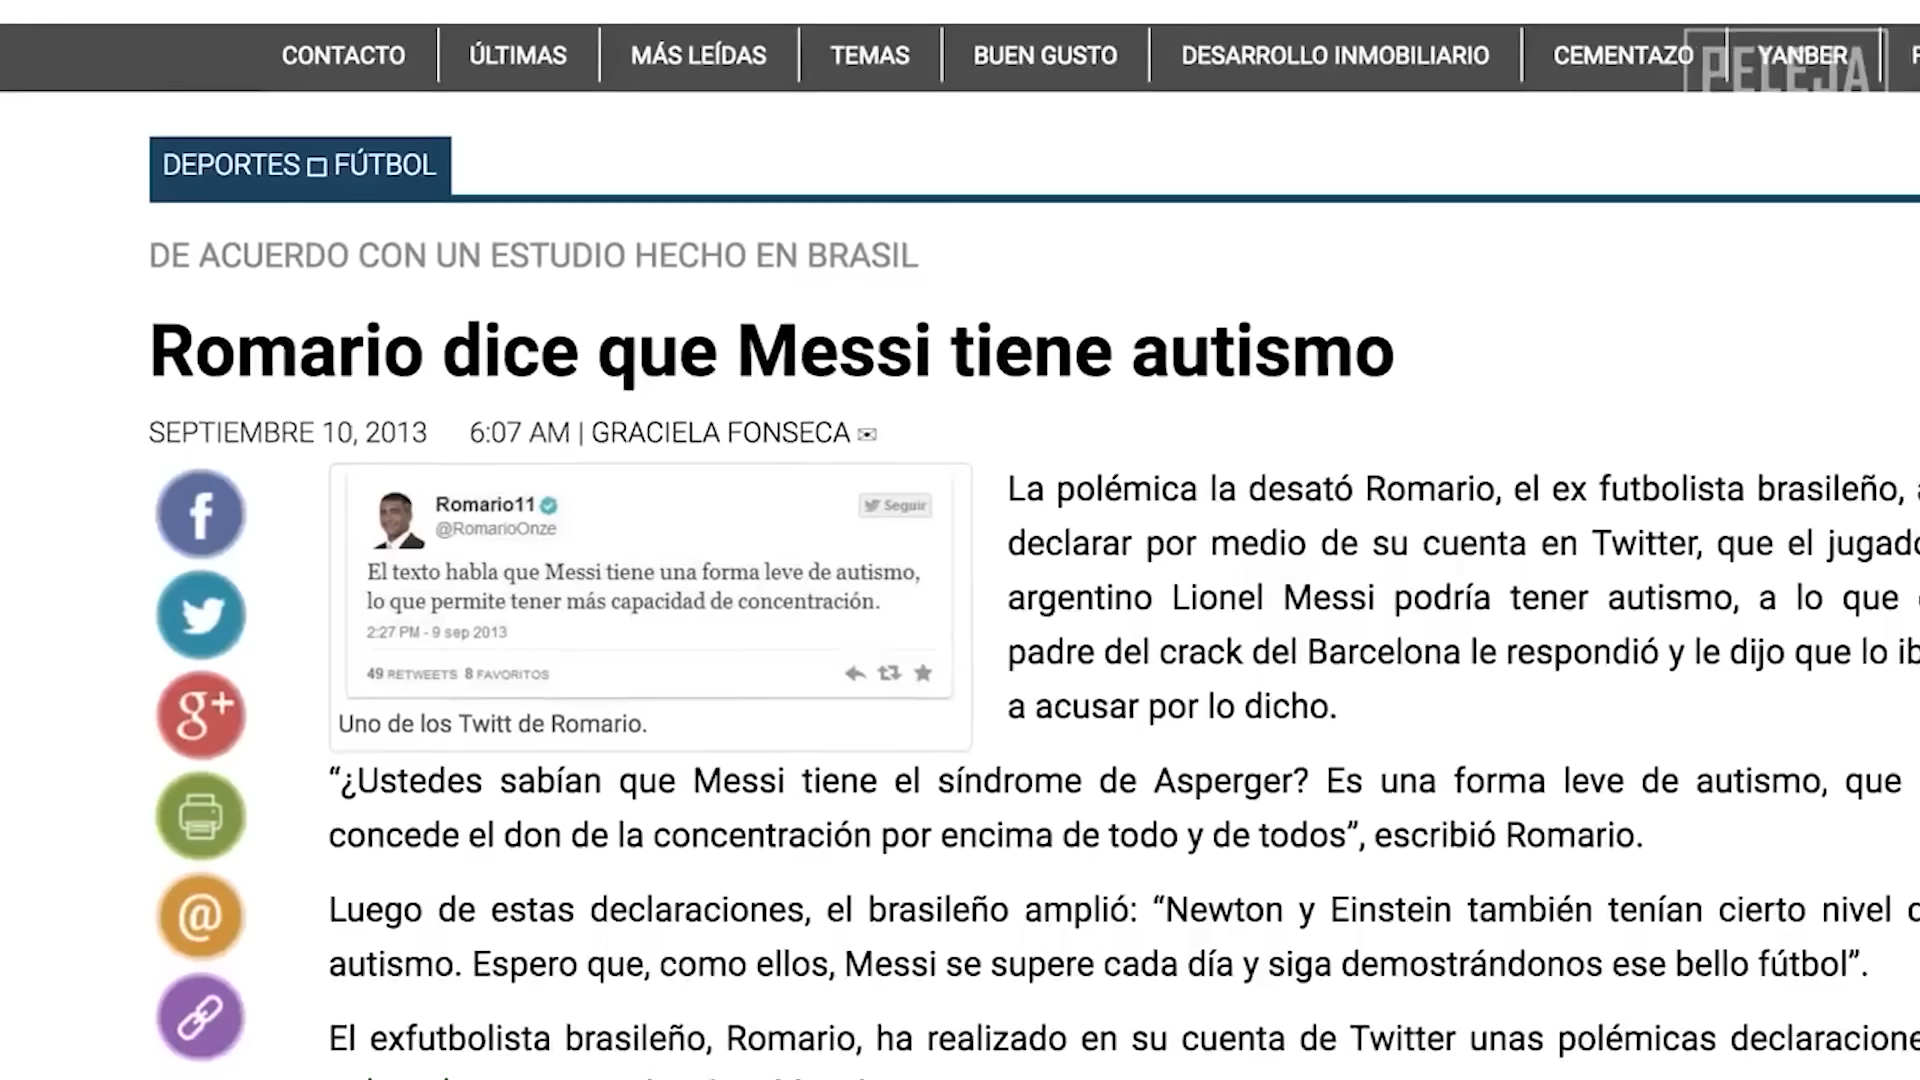 CONTACTO
ÚLTIMAS
MÁS LEÍDAS
TEMAS
BUEN GUSTO
DESARROLLO INMOBILIARIO
CEMENTAZO
YANBER
PELEJA
DEPORTES □ FÚTBOL
DE ACUERDO CON UN ESTUDIO HECHO EN BRASIL
Romario dice que Messi tiene autismo
SEPTIEMBRE 10, 2013 6:07 AM | GRACIELA FONSECA
Romario11
@RomarioOnze
Seguir
El texto habla que Messi tiene una forma leve de autismo,
lo que permite tener más capacidad de concentración.
2:27 PM - 9 sep 2013
49 RETWEETS 8 FAVORITOS
Uno de los Twitt de Romario.
La polémica la desató Romario, el ex futbolista brasileño,
declarar por medio de su cuenta en Twitter, que el
argentino Lionel Messi podría tener autismo, a lo que
padre del crack del Barcelona le respondió y le dijo que lo
a acusar por lo dicho.
“¿Ustedes sabían que Messi tiene el síndrome de Asperger? Es una forma leve de autismo, que
concede el don de la concentración por encima de todo y de todos”, escribió Romario.
Luego de estas declaraciones, el brasileño amplió: “Newton y Einstein también tenían cierto nivel
autismo. Espero que, como ellos, Messi se supere cada día y siga demostrándonos ese bello fútbol”.
El exfutbolista brasileño, Romario, ha realizado en su cuenta de Twitter unas polémicas